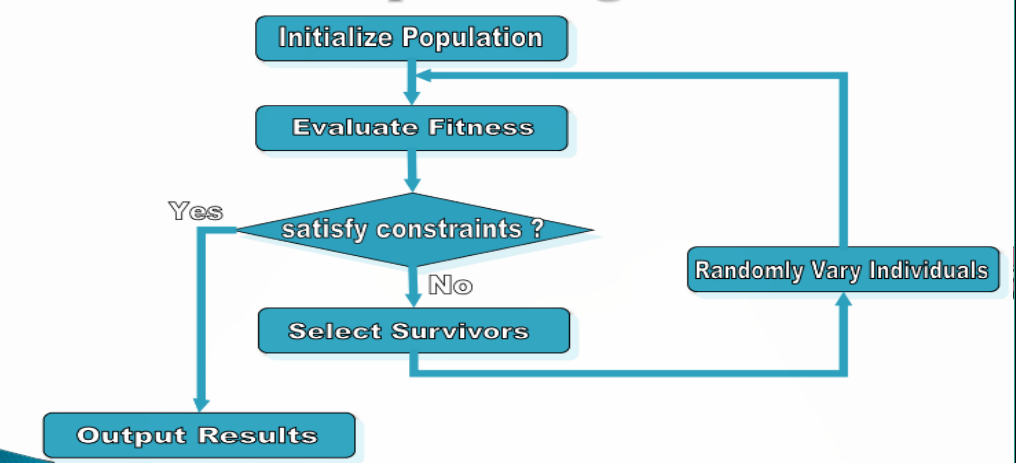 Initialize Population
Evaluate Fitness
Yes
satisfy constraints ?
No
Randomly Vary Individuals
Select Survivors
Output Results